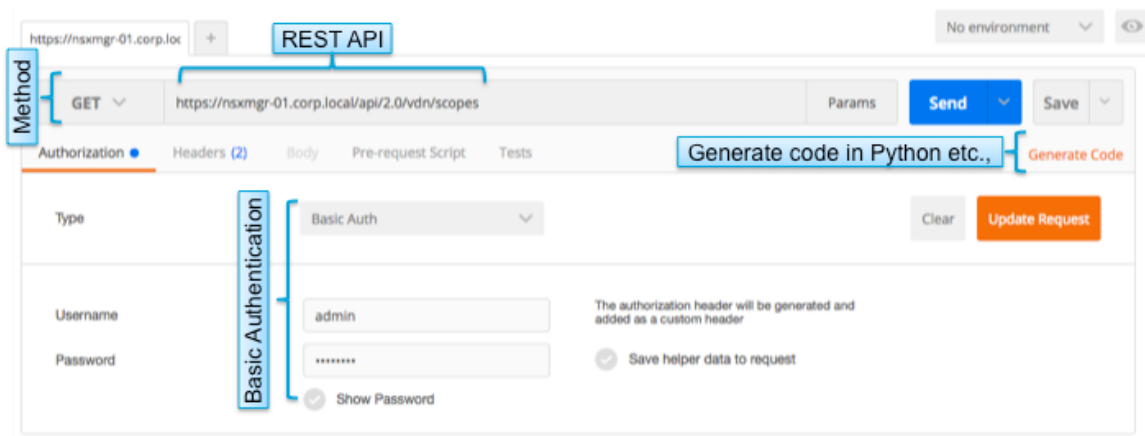 https://nsxmgr-01.corp.loc
+
REST API
No environment
Method
GET
https://nsxmgr-01.corp.local/api/2.0/vdn/scopes
Params
Send
Save
Authorization
Headers (2)
Body
Pre-request Script
Tests
Generate code in Python etc.,
Generate Code
Basic Authentication
Type
Basic Auth
Clear
Update Request
Username
admin
The authorization header will be generated and
added as a custom header
Password
••••••••
Save helper data to request
Show Password